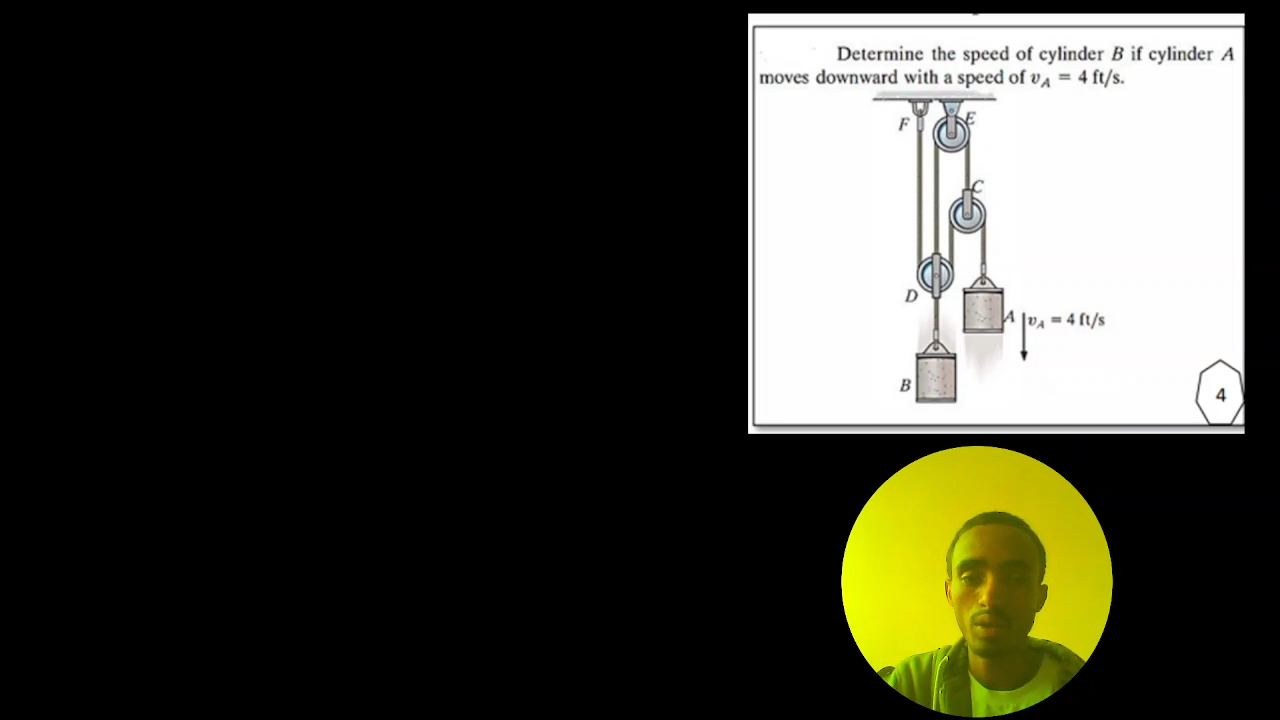 Determine the speed of cylinder B if cylinder A
moves downward with a speed of v_A = 4 ft/s.
F
E
C
D
A
v_A = 4 ft/s
B
4